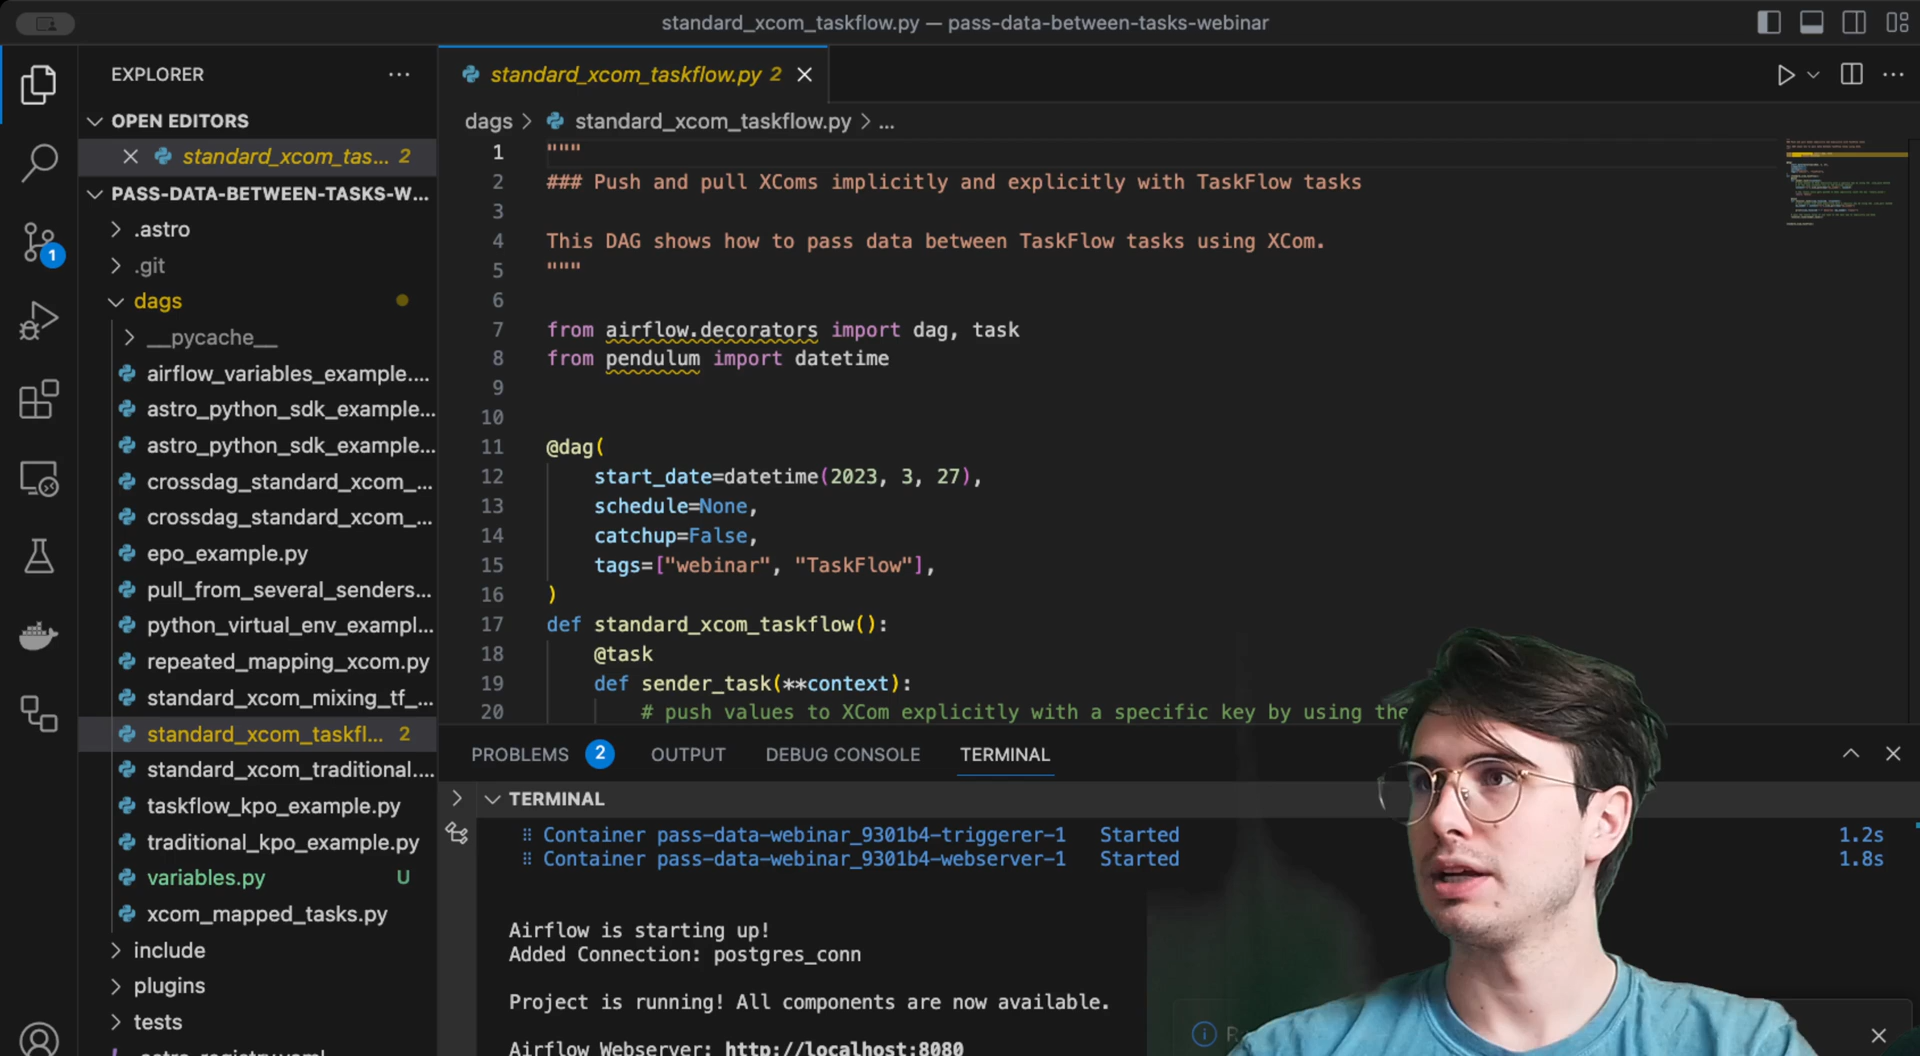 standard_xcom_taskflow.py — pass-data-between-tasks-webinar
EXPLORER
OPEN EDITORS
standard_xcom_tas... 2
PASS-DATA-BETWEEN-TASKS-W...
.astro
.git
dags
__pycache__
airflow_variables_example....
astro_python_sdk_example...
astro_python_sdk_example...
crossdag_standard_xcom_...
crossdag_standard_xcom_...
epo_example.py
pull_from_several_senders...
python_virtual_env_exampl...
repeated_mapping_xcom.py
standard_xcom_mixing_tf_...
standard_xcom_taskfl... 2
standard_xcom_traditional....
taskflow_kpo_example.py
traditional_kpo_example.py
variables.py U
xcom_mapped_tasks.py
include
plugins
tests
1
standard_xcom_taskflow.py 2
dags > standard_xcom_taskflow.py > ...
1 """
2 ### Push and pull XComs implicitly and explicitly with TaskFlow tasks
3
4 This DAG shows how to pass data between TaskFlow tasks using XCom.
5 """
6
7 from airflow.decorators import dag, task
8 from pendulum import datetime
9
10
11 @dag(
12 start_date=datetime(2023, 3, 27),
13 schedule=None,
14 catchup=False,
15 tags=["webinar", "TaskFlow"],
16 )
17 def standard_xcom_taskflow():
18 @task
19 def sender_task(**context):
20 # push values to XCom explicitly with a specific key by using the
PROBLEMS 2 OUTPUT DEBUG CONSOLE TERMINAL
TERMINAL
Container pass-data-webinar_9301b4-triggerer-1 Started 1.2s
Container pass-data-webinar_9301b4-webserver-1 Started 1.8s
Airflow is starting up!
Added Connection: postgres_conn
Project is running! All components are now available.
Airflow Webserver: http://localhost:8080